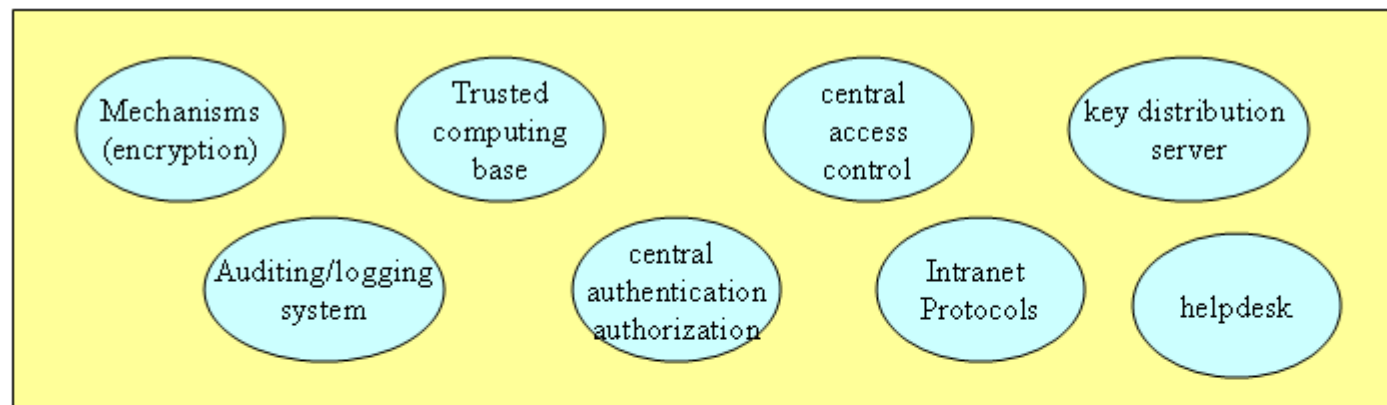 Mechanisms
(encryption)
Trusted
computing
base
central
access
control
key distribution
server
Auditing/logging
system
central
authentication
authorization
Intranet
Protocols
helpdesk